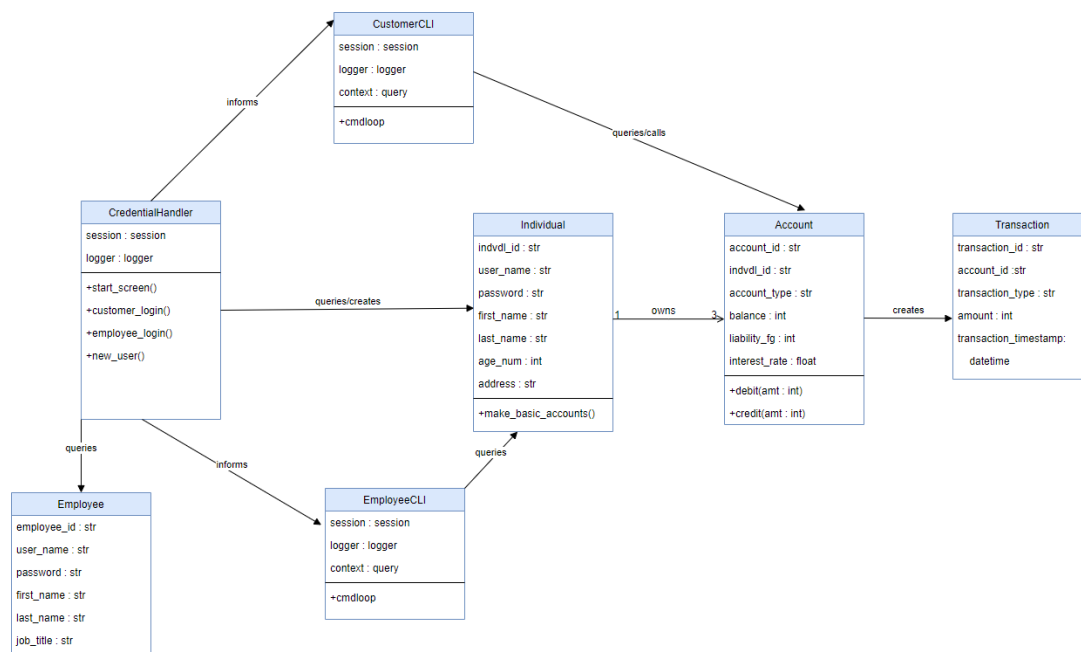 CustomerCLI
session : session
logger : logger
context : query
+cmdloop
informs
queries/calls
CredentialHandler
session : session
logger : logger
+start_screen()
+customer_login()
+employee_login()
+new_user()
queries/creates
Individual
indvdl_id : str
user_name : str
password : str
first_name : str
last_name : str
age_num : int
address : str
+make_basic_accounts()
1
owns
3
Account
account_id : str
indvdl_id : str
account_type : str
balance : int
liability_fg : int
interest_rate : float
+debit(amt : int)
+credit(amt : int)
creates
Transaction
transaction_id : str
account_id :str
transaction_type : str
amount : int
transaction_timestamp:
datetime
queries
informs
queries
Employee
employee_id : str
user_name : str
password : str
first_name : str
last_name : str
job_title : str
EmployeeCLI
session : session
logger : logger
context : query
+cmdloop